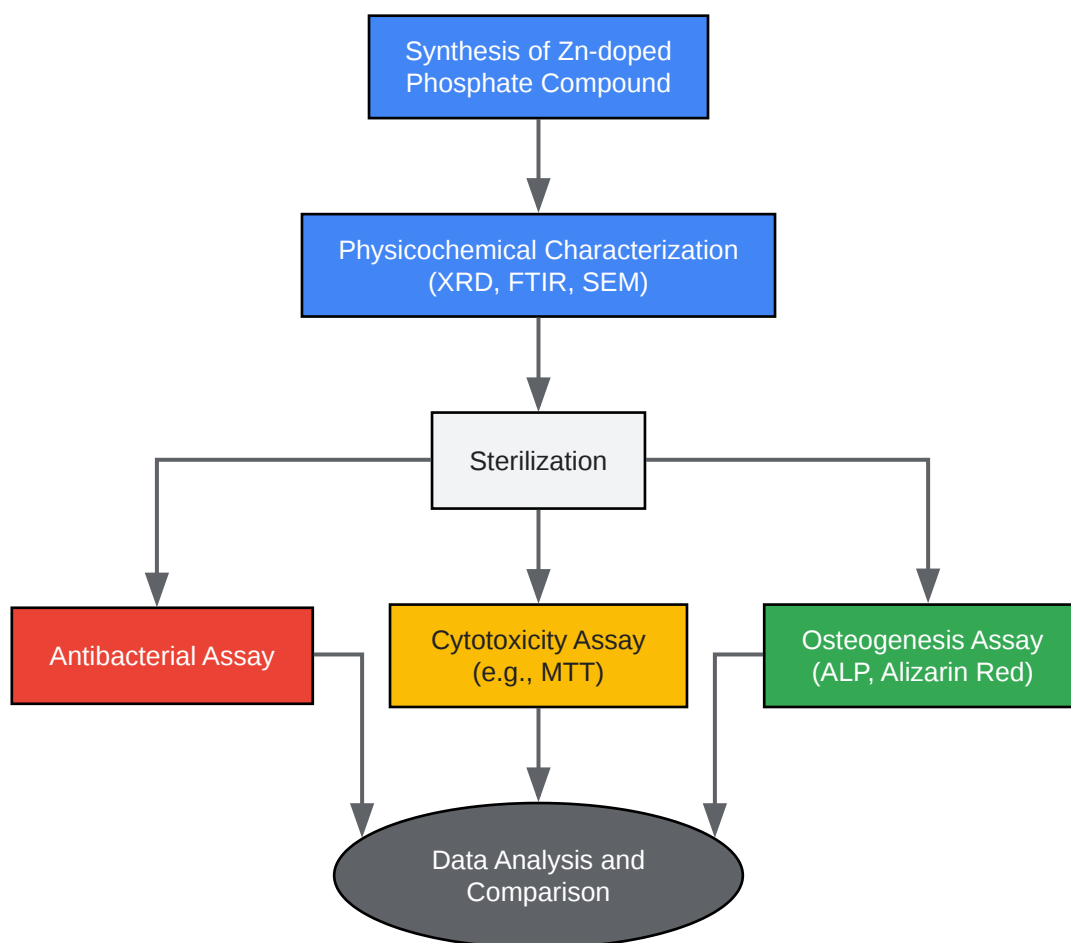 Synthesis of Zn-doped
Phosphate Compound
Physicochemical Characterization
(XRD, FTIR, SEM)
Sterilization
Antibacterial Assay
Cytotoxicity Assay
(e.g., MTT)
Osteogenesis Assay
(ALP, Alizarin Red)
Data Analysis and
Comparison